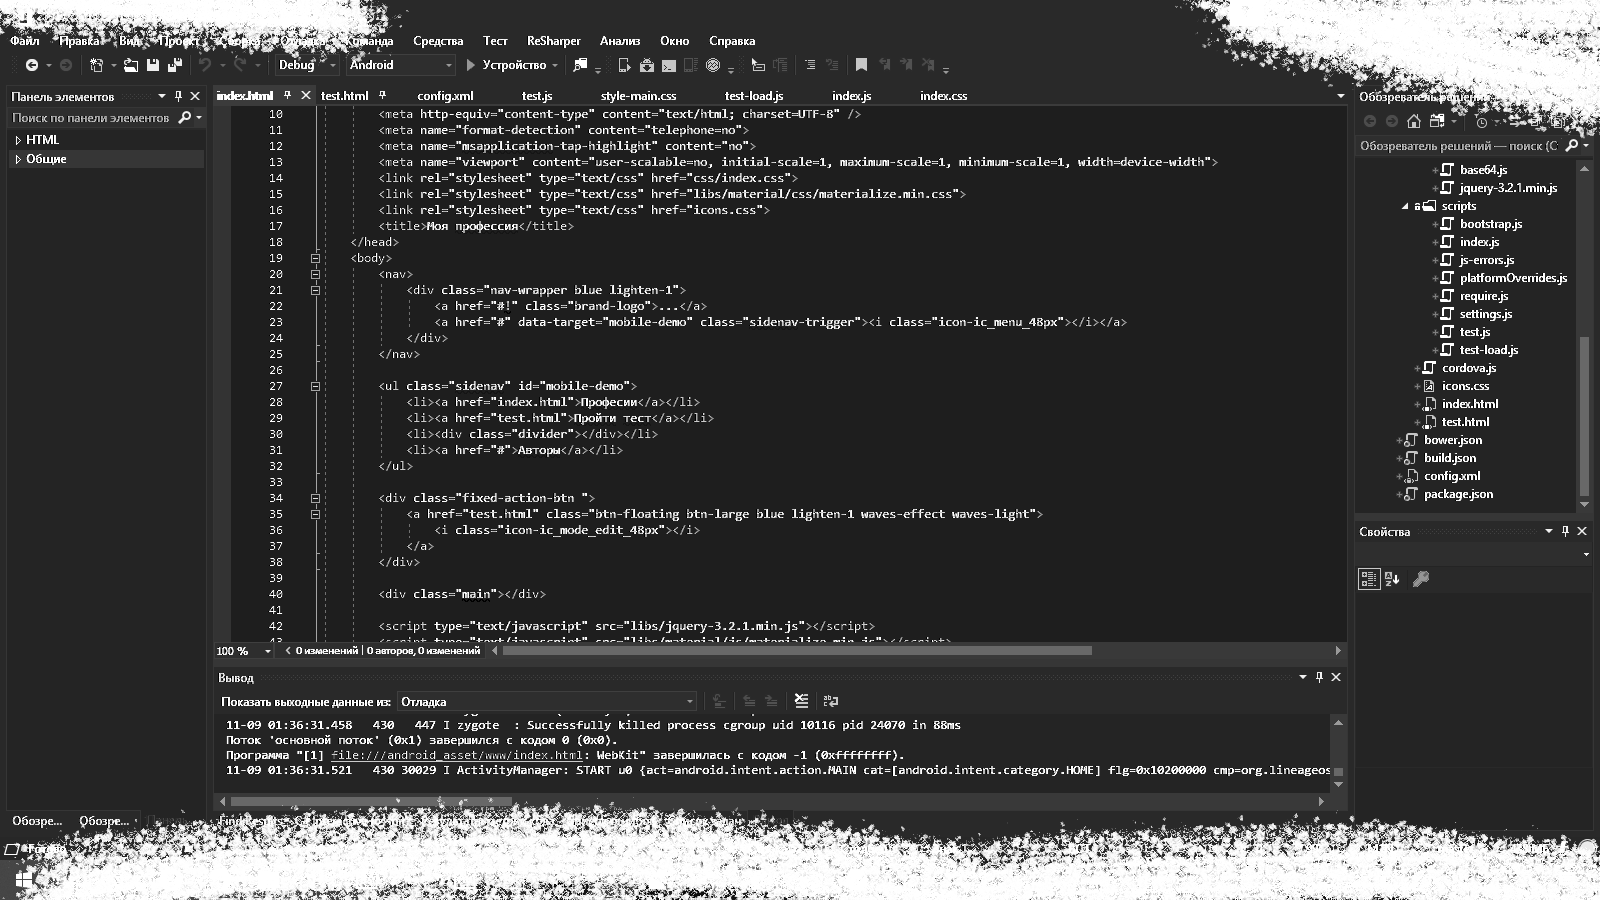 Файл Правка Вид Проект Команда Средства Тест ReSharper Анализ Окно Справка
Debug Android Устройство
Панель элементов
Поиск по панели элементов
HTML
Общие
index.html test.html config.xml test.js style-main.css test-load.js index.js index.css
10 <meta http-equiv="content-type" content="text/html; charset=UTF-8" />
11 <meta name="format-detection" content="telephone=no">
12 <meta name="msapplication-tap-highlight" content="no">
13 <meta name="viewport" content="user-scalable=no, initial-scale=1, maximum-scale=1, minimum-scale=1, width=device-width">
14 <link rel="stylesheet" type="text/css" href="css/index.css">
15 <link rel="stylesheet" type="text/css" href="libs/material/css/materialize.min.css">
16 <link rel="stylesheet" type="text/css" href="icons.css">
17 <title>Моя профессия</title>
18 </head>
19 <body>
20 <nav>
21 <div class="nav-wrapper blue lighten-1">
22 <a href="#!" class="brand-logo">...</a>
23 <a href="#" data-target="mobile-demo" class="sidenav-trigger"><i class="icon-ic_menu_48px"></i></a>
24 </div>
25 </nav>
26
27 <ul class="sidenav" id="mobile-demo">
28 <li><a href="index.html">Професии</a></li>
29 <li><a href="test.html">Пройти тест</a></li>
30 <li><div class="divider"></div></li>
31 <li><a href="#">Авторы</a></li>
32 </ul>
33
34 <div class="fixed-action-btn ">
35 <a href="test.html" class="btn-floating btn-large blue lighten-1 waves-effect waves-light">
36 <i class="icon-ic_mode_edit_48px"></i>
37 </a>
38 </div>
39
40 <div class="main"></div>
41
42 <script type="text/javascript" src="libs/jquery-3.2.1.min.js"></script>
43 <script type="text/javascript" src="libs/material/js/materialize.min.js"></script>
100 % 0 изменений | 0 авторов, 0 изменений
Вывод
Показать выходные данные из: Отладка
11-09 01:36:31.458 430 447 I zygote : Successfully killed process cgroup uid 10116 pid 24070 in 88ms
Поток 'основной поток' (0x1) завершился с кодом 0 (0x0).
Программа "[1] file:///android_asset/www/index.html: WebKit" завершилась с кодом -1 (0xffffffff).
11-09 01:36:31.521 430 30029 I ActivityManager: START u0 {act=android.intent.action.MAIN cat=[android.intent.category.HOME] flg=0x10200000 cmp=org.lineageos
Обозреватель решений
Обозреватель решений — поиск (С
base64.js
jquery-3.2.1.min.js
scripts
bootstrap.js
index.js
js-errors.js
platformOverrides.js
require.js
settings.js
test.js
test-load.js
cordova.js
icons.css
index.html
test.html
bower.json
build.json
config.xml
package.json
Свойства
Обозре... Обозре...